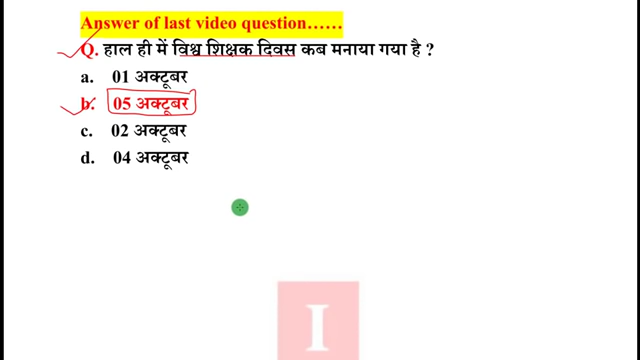 Answer of last video question……
Q. हाल ही में विश्व शिक्षक दिवस कब मनाया गया है ?
a. 01 अक्टूबर
b. 05 अक्टूबर
c. 02 अक्टूबर
d. 04 अक्टूबर
I